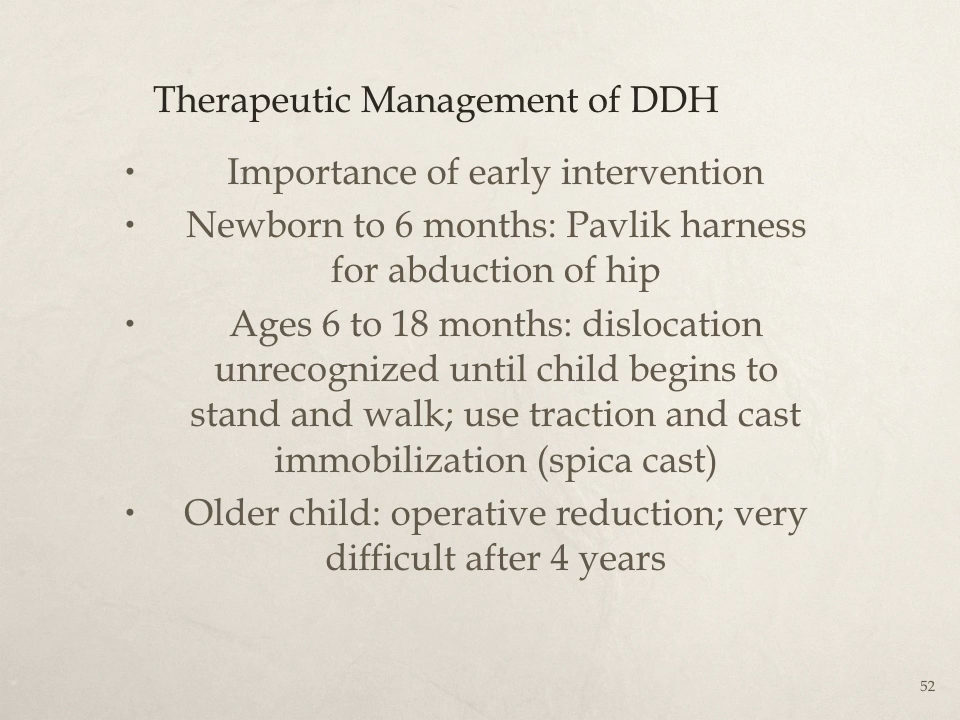 Therapeutic Management of DDH
• Importance of early intervention
• Newborn to 6 months: Pavlik harness
for abduction of hip
• Ages 6 to 18 months: dislocation
unrecognized until child begins to
stand and walk; use traction and cast
immobilization (spica cast)
• Older child: operative reduction; very
difficult after 4 years
52